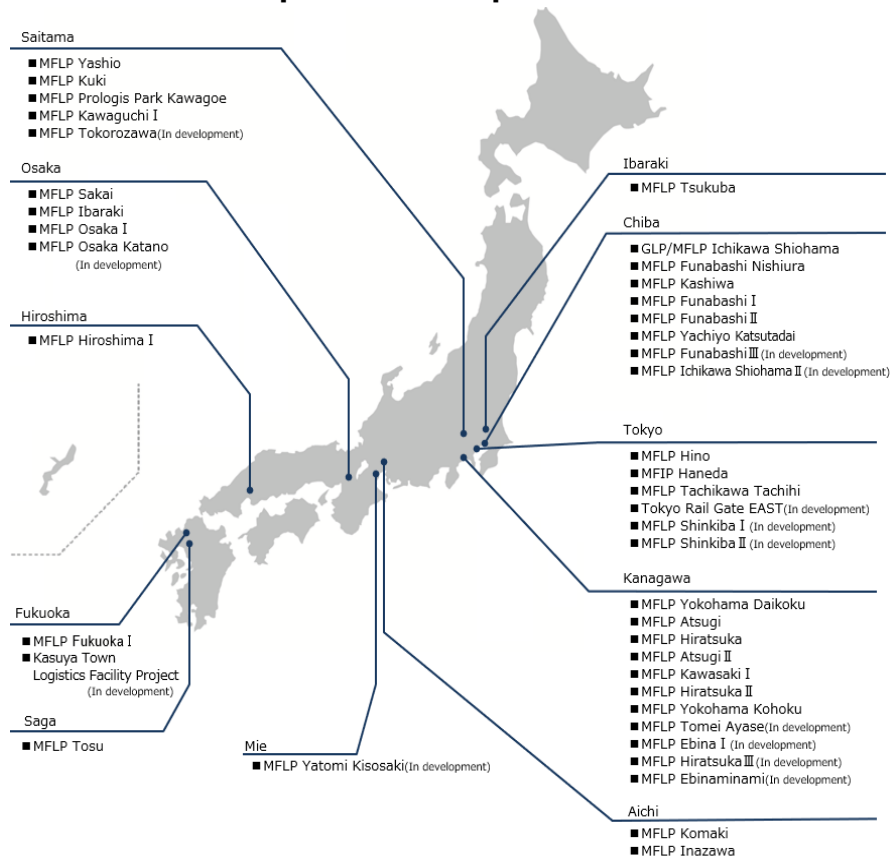 Saitama
■MFLP Yashio
■MFLP Kuki
■MFLP Prologis Park Kawagoe
■MFLP Kawaguchi Ⅰ
■MFLP Tokorozawa(In development)
Osaka
■MFLP Sakai
■MFLP Ibaraki
■MFLP Osaka Ⅰ
■MFLP Osaka Katano
(In development)
Hiroshima
■MFLP Hiroshima Ⅰ
Fukuoka
■MFLP Fukuoka Ⅰ
■Kasuya Town
Logistics Facility Project
(In development)
Saga
■MFLP Tosu
Mie
■MFLP Yatomi Kisosaki(In development)
Ibaraki
■MFLP Tsukuba
Chiba
■GLP/MFLP Ichikawa Shiohama
■MFLP Funabashi Nishiura
■MFLP Kashiwa
■MFLP Funabashi Ⅰ
■MFLP Funabashi Ⅱ
■MFLP Yachiyo Katsutadai
■MFLP Funabashi Ⅲ (In development)
■MFLP Ichikawa Shiohama Ⅱ (In development)
Tokyo
■MFLP Hino
■MFIP Haneda
■MFLP Tachikawa Tachihi
■Tokyo Rail Gate EAST(In development)
■MFLP Shinkiba Ⅰ (In development)
■MFLP Shinkiba Ⅱ (In development)
Kanagawa
■MFLP Yokohama Daikoku
■MFLP Atsugi
■MFLP Hiratsuka
■MFLP Atsugi Ⅱ
■MFLP Kawasaki Ⅰ
■MFLP Hiratsuka Ⅱ
■MFLP Yokohama Kohoku
■MFLP Tomei Ayase(In development)
■MFLP Ebina Ⅰ (In development)
■MFLP Hiratsuka Ⅲ (In development)
■MFLP Ebinaminami(In development)
Aichi
■MFLP Komaki
■MFLP Inazawa